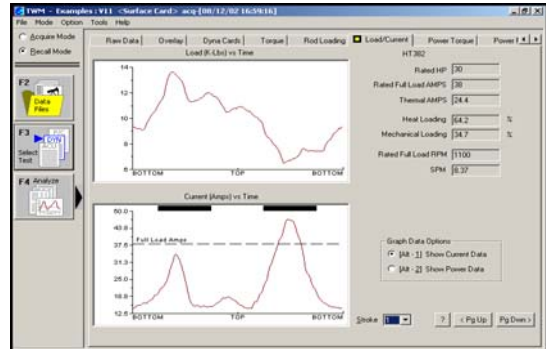 TWM - Examples : V11 <Surface Card> acq-[08/12/02 16:59:16]
File Mode Option Tools Help
Acquire Mode
Recall Mode
F2
Data
Files
F3
Select
Test
F4 Analyze
Raw Data Overlay Dyna Cards Torque Rod Loading Load/Current Power Torque
Load (K-Lbs) vs Time
14
12
10
8
6
BOTTOM TOP BOTTOM
Current (Amps) vs Time
50.0
43.8
37.5
31.3
25.0
18.8
12.5
Full Load Amps
BOTTOM TOP BOTTOM
HT362
Rated HP 30
Rated Full Load AMPS 38
Thermal AMPS 24.4
Heat Loading 64.2 %
Mechanical Loading 34.7 %
Rated Full Load RPM 1100
SPM 8.37
Graph Data Options
[Alt - 1] Show Current Data
[Alt - 2] Show Power Data
Stroke 1 ? < Pg Up Pg Dwn >